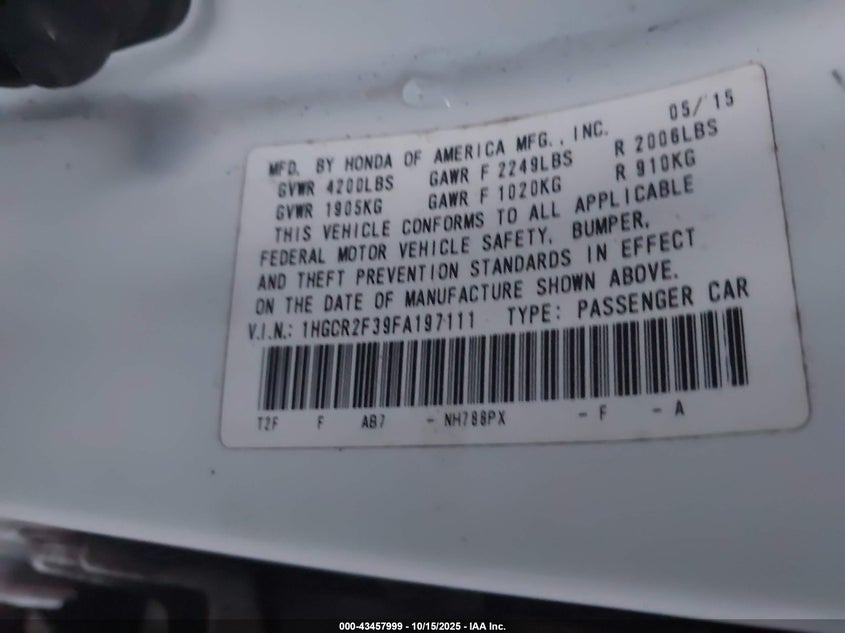 05/'15
MFD. BY HONDA OF AMERICA MFG., INC.
GVWR 4200LBS GAWR F 2249LBS R 2006LBS
GVWR 1905KG GAWR F 1020KG R 910KG
THIS VEHICLE CONFORMS TO ALL APPLICABLE
FEDERAL MOTOR VEHICLE SAFETY, BUMPER,
AND THEFT PREVENTION STANDARDS IN EFFECT
ON THE DATE OF MANUFACTURE SHOWN ABOVE.
V.I.N.: 1HGCR2F39FA197111 TYPE: PASSENGER CAR
T2F F AB7 - NH788PX - F - A
000-43457999 - 10/15/2025 - IAA Inc.